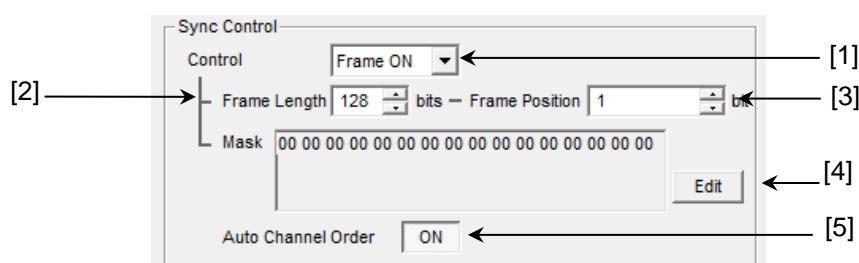 Sync Control
Control Frame ON [1]
[2] Frame Length 128 bits — Frame Position 1 bit [3]
Mask 00 00 00 00 00 00 00 00 00 00 00 00 00 00 00 00
Edit [4]
Auto Channel Order ON [5]